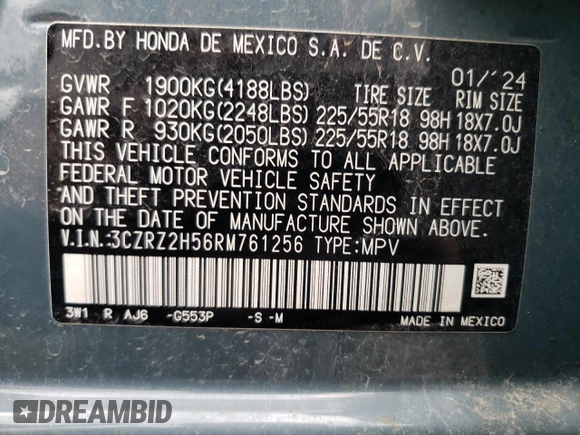 MFD.BY HONDA DE MEXICO S.A. DE C.V.
01/'24
GVWR 1900KG(4188LBS) TIRE SIZE RIM SIZE
GAWR F 1020KG(2248LBS) 225/55R18 98H 18X7.0J
GAWR R 930KG(2050LBS) 225/55R18 98H 18X7.0J
THIS VEHICLE CONFORMS TO ALL APPLICABLE
FEDERAL MOTOR VEHICLE SAFETY
AND THEFT PREVENTION STANDARDS IN EFFECT
ON THE DATE OF MANUFACTURE SHOWN ABOVE.
V.I.N.:3CZRZ2H56RM761256 TYPE:MPV
3W1 R AJ6 -G553P -S -M
MADE IN MEXICO
DREAMBID